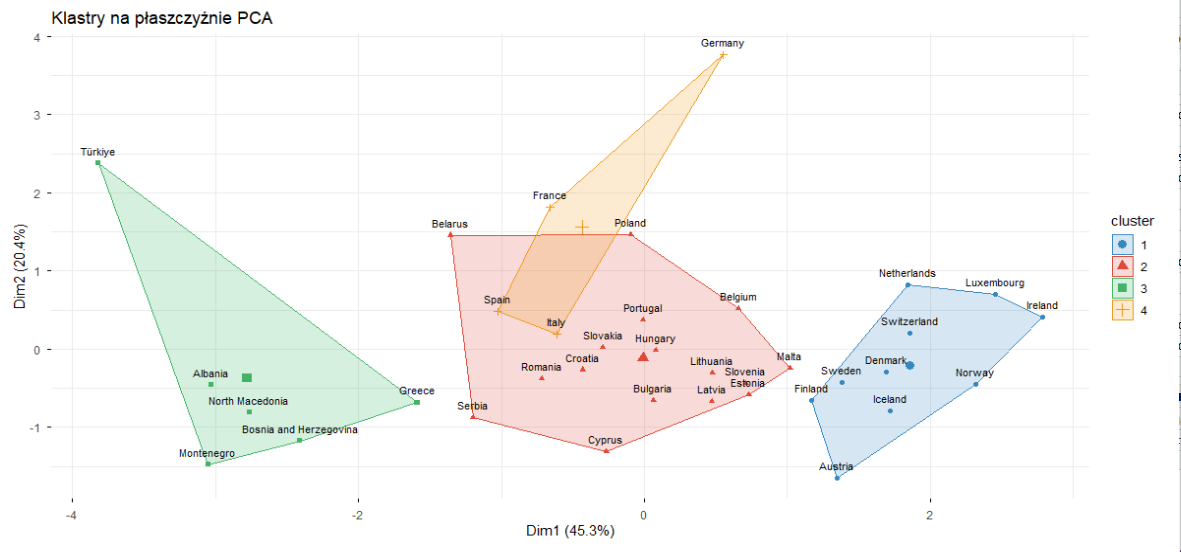 Klastry na płaszczyźnie PCA
4
3
2
1
0
-1
Dim2 (20.4%)
-4
-2
0
2
Dim1 (45.3%)
Germany
Türkiye
France
Belarus
Poland
Netherlands
Luxembourg
Spain
Belgium
Ireland
Portugal
Italy
Switzerland
Slovakia
Hungary
Croatia
Malta
Romania
Lithuania
Denmark
Albania
Slovenia
Sweden
Norway
Estonia
Greece
Bulgaria
Latvia
Finland
North Macedonia
Serbia
Iceland
Bosnia and Herzegovina
Cyprus
Montenegro
Austria
cluster
1
2
3
4